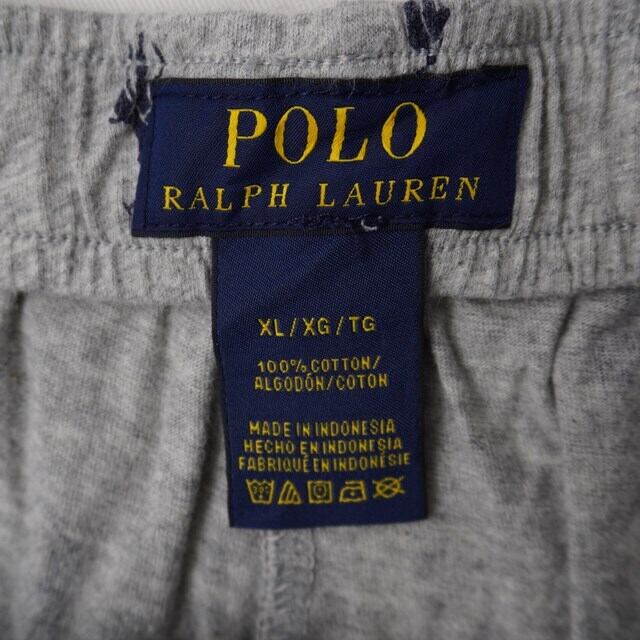 POLO
RALPH LAUREN
XL/XG/TG
100% COTTON/
ALGODÓN/COTON
MADE IN INDONESIA
HECHO EN INDONESIA
FABRIQUÉ EN INDONÉSIE